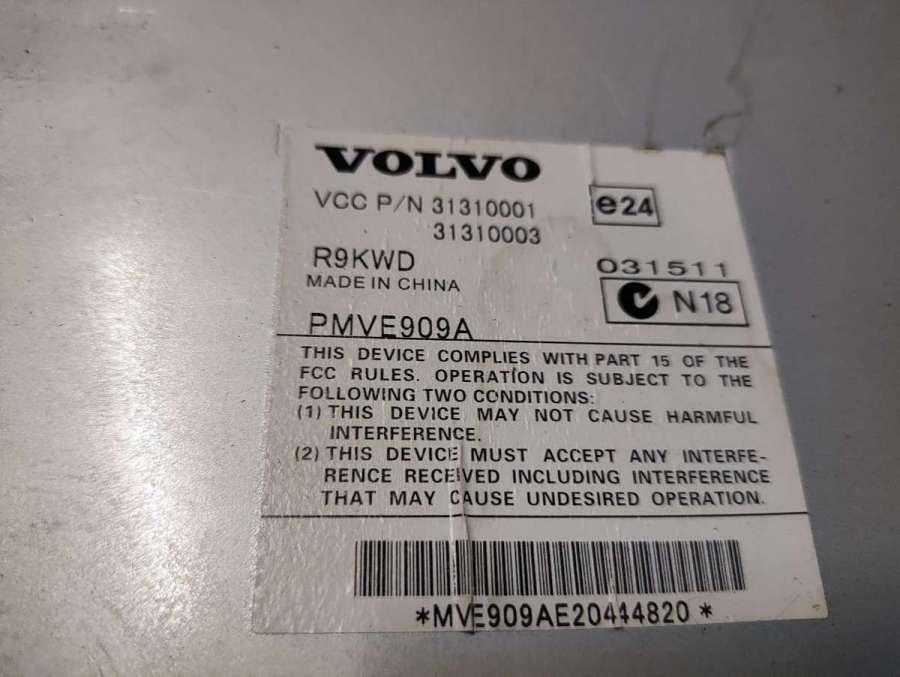 VOLVO
VCC P/N 31310001
31310003
e24
R9KWD
031511
MADE IN CHINA
N18
PMVE909A
THIS DEVICE COMPLIES WITH PART 15 OF THE
FCC RULES. OPERATION IS SUBJECT TO THE
FOLLOWING TWO CONDITIONS:
(1) THIS DEVICE MAY NOT CAUSE HARMFUL
INTERFERENCE.
(2) THIS DEVICE MUST ACCEPT ANY INTERFE-
RENCE RECEIVED INCLUDING INTERFERENCE
THAT MAY CAUSE UNDESIRED OPERATION.
*MVE909AE20444820*